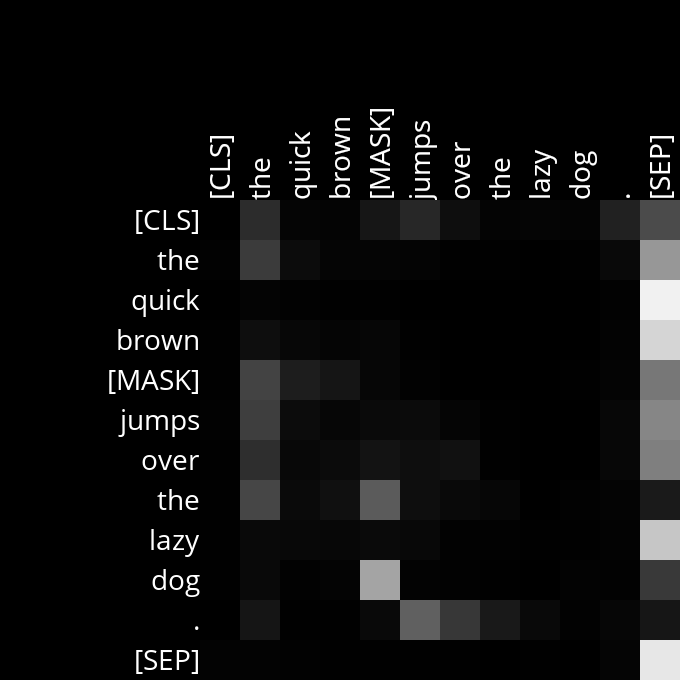 [CLS]
the
quick
brown
[MASK]
jumps
over
the
lazy
dog
.
[SEP]
[CLS]
the
quick
brown
[MASK]
jumps
over
the
lazy
dog
.
[SEP]